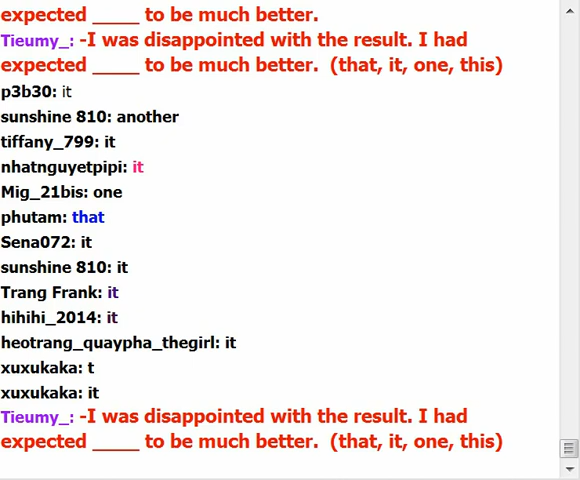 expected ____ to be much better.
Tieumy_: -I was disappointed with the result. I had
expected ____ to be much better.  (that, it, one, this)
p3b30: it
sunshine 810: another
tiffany_799: it
nhatnguyetpipi: it
Mig_21bis: one
phutam: that
Sena072: it
sunshine 810: it
Trang Frank: it
hihihi_2014: it
heotrang_quaypha_thegirl: it
xuxukaka: t
xuxukaka: it
Tieumy_: -I was disappointed with the result. I had
expected ____ to be much better.  (that, it, one, this)